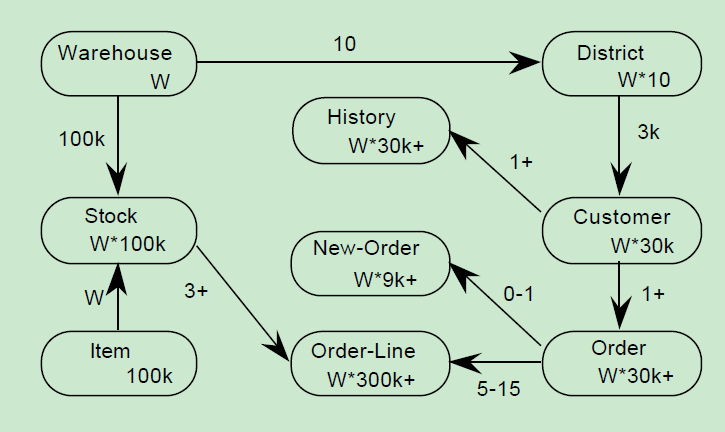 Warehouse
W
10
District
W*10
100k
History
W*30k+
1+
3k
Stock
W*100k
Customer
W*30k
New-Order
W*9k+
W
3+
0-1
1+
Item
100k
Order-Line
W*300k+
5-15
Order
W*30k+